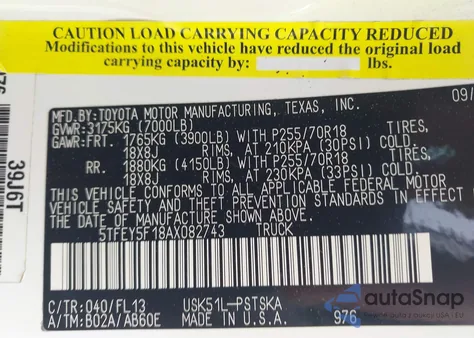 CAUTION LOAD CARRYING CAPACITY REDUCED
Modifications to this vehicle have reduced the original load
carrying capacity by: lbs.
09/
MFD.BY:TOYOTA MOTOR MANUFACTURING, TEXAS, INC.
GVWR:3175KG (7000LB)
GAWR:FRT. 1765KG (3900LB) WITH P255/70R18 TIRES,
18X8J RIMS, AT 210KPA (30PSI) COLD.
RR. 1880KG (4150LB) WITH P255/70R18 TIRES,
18X8J RIMS, AT 230KPA (33PSI) COLD.
THIS VEHICLE CONFORMS TO ALL APPLICABLE FEDERAL MOTOR
VEHICLE SAFETY AND THEFT PREVENTION STANDARDS IN EFFECT
ON THE DATE OF MANUFACTURE SHOWN ABOVE.
5TFEY5F18AX082743 TRUCK
C/TR:040/FL13 USK51L-PSTSKA
A/TM:B02A/AB60E MADE IN U.S.A. 976
39J6T
autoSnap